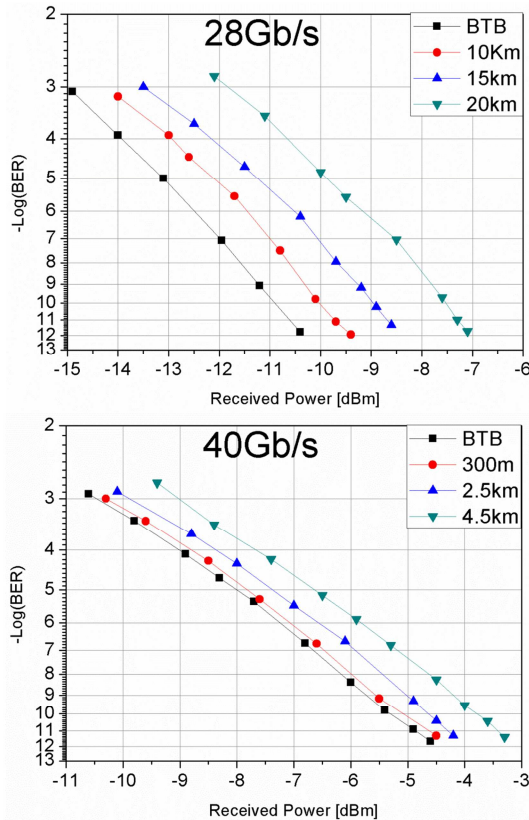 28Gb/s
BTB
10Km
15km
20km
2
3
4
5
6
7
8
9
10
11
12
13
-Log(BER)
-15 -14 -13 -12 -11 -10 -9 -8 -7 -6
Received Power [dBm]
40Gb/s
BTB
300m
2.5km
4.5km
2
3
4
5
6
7
8
9
10
11
12
-Log(BER)
-11 -10 -9 -8 -7 -6 -5 -4 -3
Received Power [dBm]